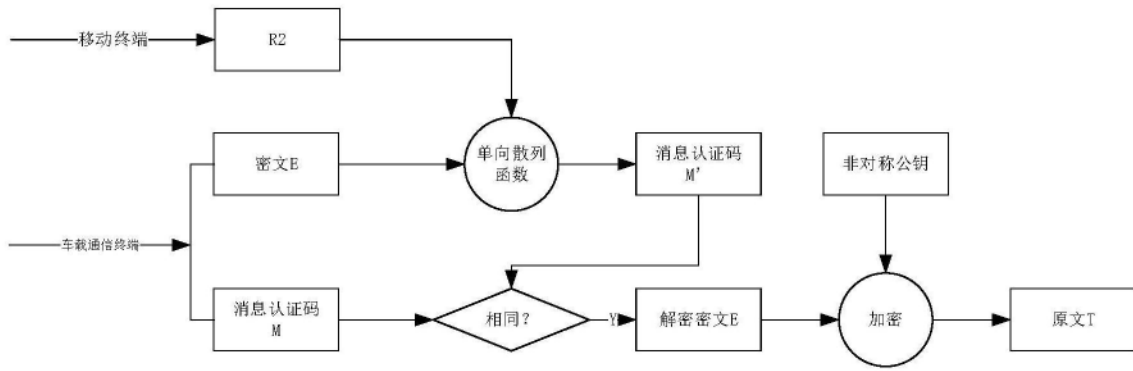 移动终端
R2
密文E
单向散列
函数
消息认证码
M'
非对称公钥
车载通信终端
消息认证码
M
相同？
Y
解密密文E
加密
原文T